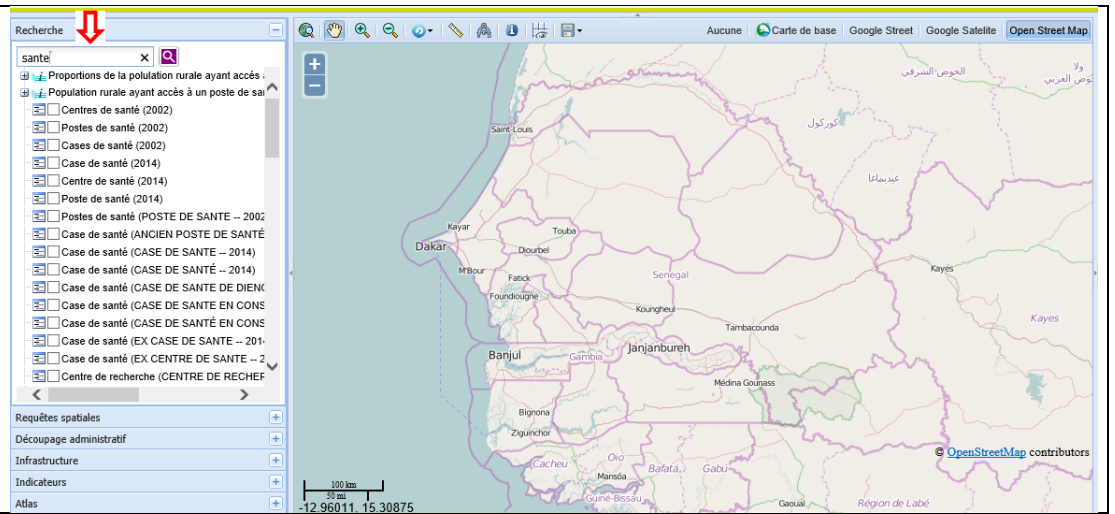 Recherche
sante
Proportions de la polulation rurale ayant accés
Population rurale ayant accès à un poste de sa
Centres de santé (2002)
Postes de santé (2002)
Cases de santé (2002)
Case de santé (2014)
Centre de santé (2014)
Poste de santé (2014)
Postes de santé (POSTE DE SANTE -- 2002
Case de santé (ANCIEN POSTE DE SANTÉ
Case de santé (CASE DE SANTÉ -- 2014)
Case de santé (CASE DE SANTÉ -- 2014)
Case de santé (CASE DE SANTE DE DIEN
Case de santé (CASE DE SANTÉ EN CONS
Case de santé (CASE DE SANTÉ EN CONS
Case de santé (EX CASE DE SANTE -- 201
Case de santé (EX CENTRE DE SANTE -- 2
Centre de recherche (CENTRE DE RECHER
Requêtes spatiales
Découpage administratif
Infrastructure
Indicateurs
Atlas
Aucune Carte de base Google Street Google Satelite Open Street Map
الحوض الشرقي
ولا
كوركول
غيديماغا
Saint-Louis
Kayar
Touba
Dakar
Diourbel
M'Bour
Fatick
Senegal
Kayes
Foundiougne
Koungheul
Kayes
Tambacounda
Janjanbureh
Banjul
Gambia
Médina Gounass
Bignona
Ziguinchor
© OpenStreetMap contributors
Cacheu
Oio
Bafatá
Gabú
Mansôa
Guiné-Bissau
Gaoual
Région de Labé
100 km
50 mi
-12.96011, 15.30875